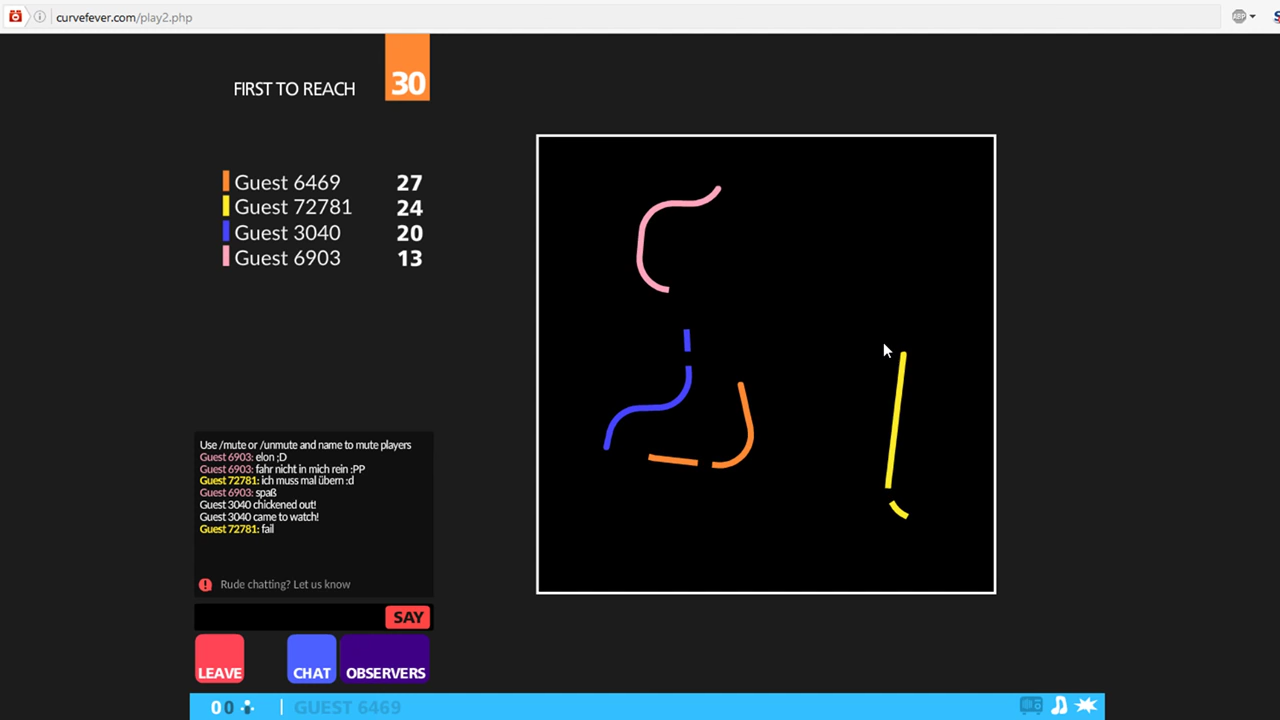 curvefever.com/play2.php
ABP
FIRST TO REACH 30
Guest 6469 27
Guest 72781 24
Guest 3040 20
Guest 6903 13
Use /mute or /unmute and name to mute players
Guest 6903: elon ;D
Guest 6903: fahr nicht in mich rein :PP
Guest 72781: ich muss mal übern :d
Guest 6903: spaß
Guest 3040 chickened out!
Guest 3040 came to watch!
Guest 72781: fail
Rude chatting? Let us know
SAY
LEAVE CHAT OBSERVERS
00 GUEST 6469